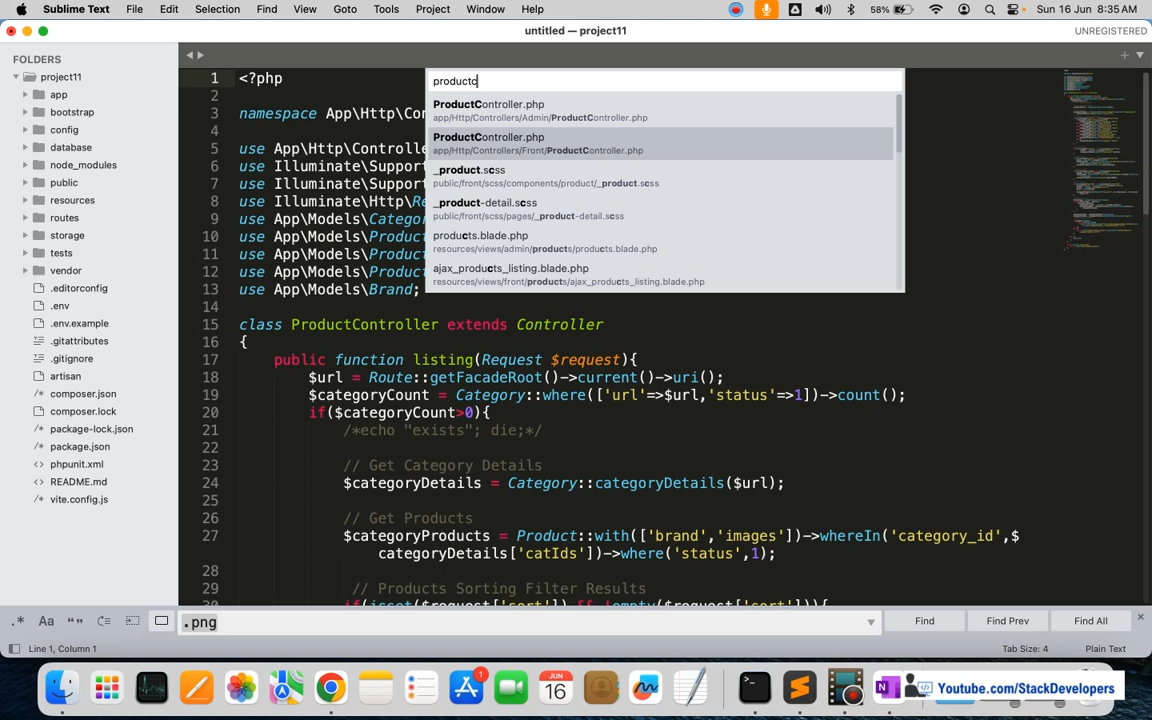 Sublime Text File Edit Selection Find View Goto Tools Project Window Help 58% Sun 16 Jun 8:35 AM
untitled — project11 UNREGISTERED
FOLDERS
project11
app
bootstrap
config
database
node_modules
public
resources
routes
storage
tests
vendor
.editorconfig
.env
.env.example
.gitattributes
.gitignore
artisan
composer.json
composer.lock
package-lock.json
package.json
phpunit.xml
README.md
vite.config.js
productc
ProductController.php
app/Http/Controllers/Admin/ProductController.php
ProductController.php
app/Http/Controllers/Front/ProductController.php
_product.scss
public/front/scss/components/product/_product.scss
_product-detail.scss
public/front/scss/pages/_product-detail.scss
products.blade.php
resources/views/admin/products/products.blade.php
ajax_products_listing.blade.php
resources/views/front/products/ajax_products_listing.blade.php
1 <?php
2
3 namespace App\Http\Con
4
5 use App\Http\Controlle
6 use Illuminate\Support
7 use Illuminate\Support
8 use Illuminate\Http\Re
9 use App\Models\Categor
10 use App\Models\Product
11 use App\Models\Product
12 use App\Models\Product
13 use App\Models\Brand;
14
15 class ProductController extends Controller
16 {
17 public function listing(Request $request){
18 $url = Route::getFacadeRoot()->current()->uri();
19 $categoryCount = Category::where(['url'=>$url,'status'=>1])->count();
20 if($categoryCount>0){
21 /*echo "exists"; die;*/
22
23 // Get Category Details
24 $categoryDetails = Category::categoryDetails($url);
25
26 // Get Products
27 $categoryProducts = Product::with(['brand','images'])->whereIn('category_id',$
categoryDetails['catIds'])->where('status',1);
28
29 // Products Sorting Filter Results
30 if(isset($request['sort']) && !empty($request['sort'])){
.* Aa .png Find Find Prev Find All
Line 1, Column 1 Tab Size: 4 Plain Text
1 JUN 16 Youtube.com/StackDevelopers